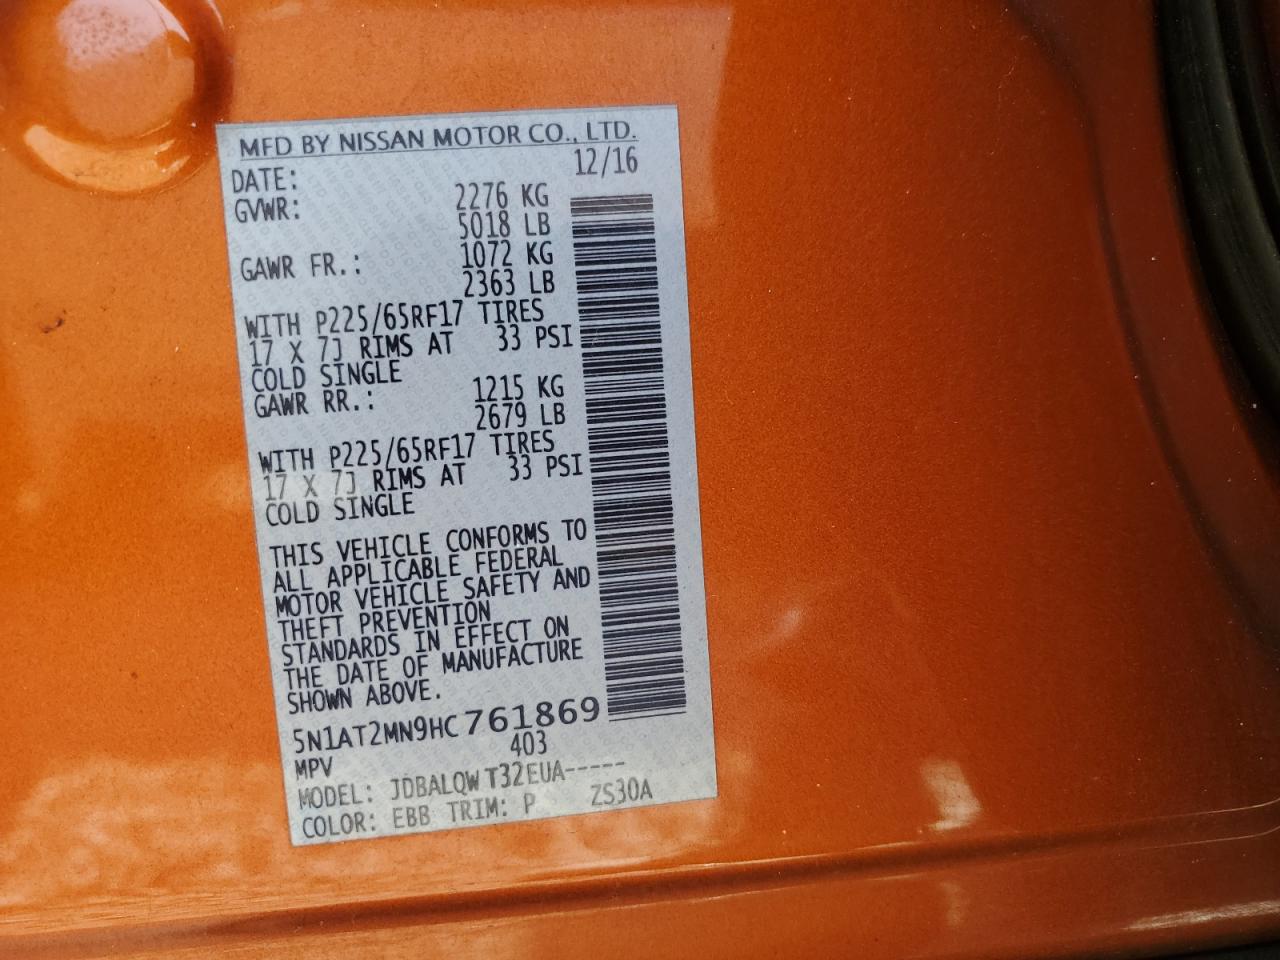 MFD BY NISSAN MOTOR CO., LTD.
DATE: 12/16
GVWR: 2276 KG
5018 LB
GAWR FR.: 1072 KG
2363 LB
WITH P225/65RF17 TIRES
17 X 7J RIMS AT 33 PSI
COLD SINGLE
GAWR RR.: 1215 KG
2679 LB
WITH P225/65RF17 TIRES
17 X 7J RIMS AT 33 PSI
COLD SINGLE
THIS VEHICLE CONFORMS TO
ALL APPLICABLE FEDERAL
MOTOR VEHICLE SAFETY AND
THEFT PREVENTION
STANDARDS IN EFFECT ON
THE DATE OF MANUFACTURE
SHOWN ABOVE.
5N1AT2MN9HC761869
MPV 403
MODEL: JDBALQW T32EUA-----
COLOR: EBB TRIM: P ZS30A